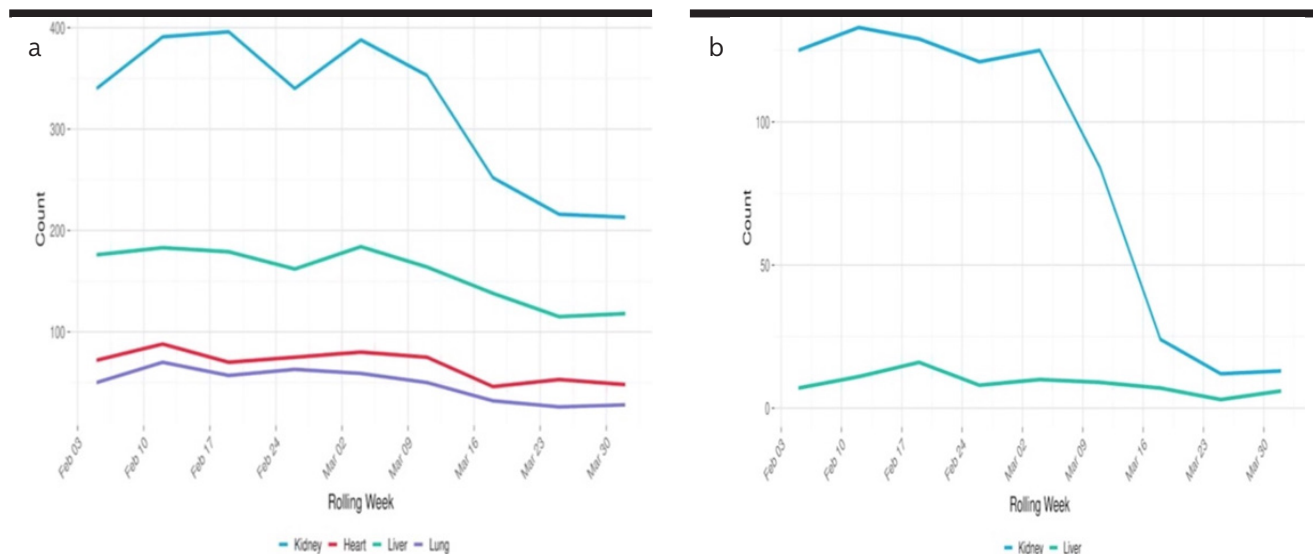 a
400
300
200
100
Count
Feb 03
Feb 10
Feb 17
Feb 24
Mar 02
Mar 09
Mar 16
Mar 23
Mar 30
Rolling Week
Kidney Heart Liver Lung
b
100
50
0
Count
Feb 03
Feb 10
Feb 17
Feb 24
Mar 02
Mar 09
Mar 16
Mar 23
Mar 30
Rolling Week
Kidney Liver